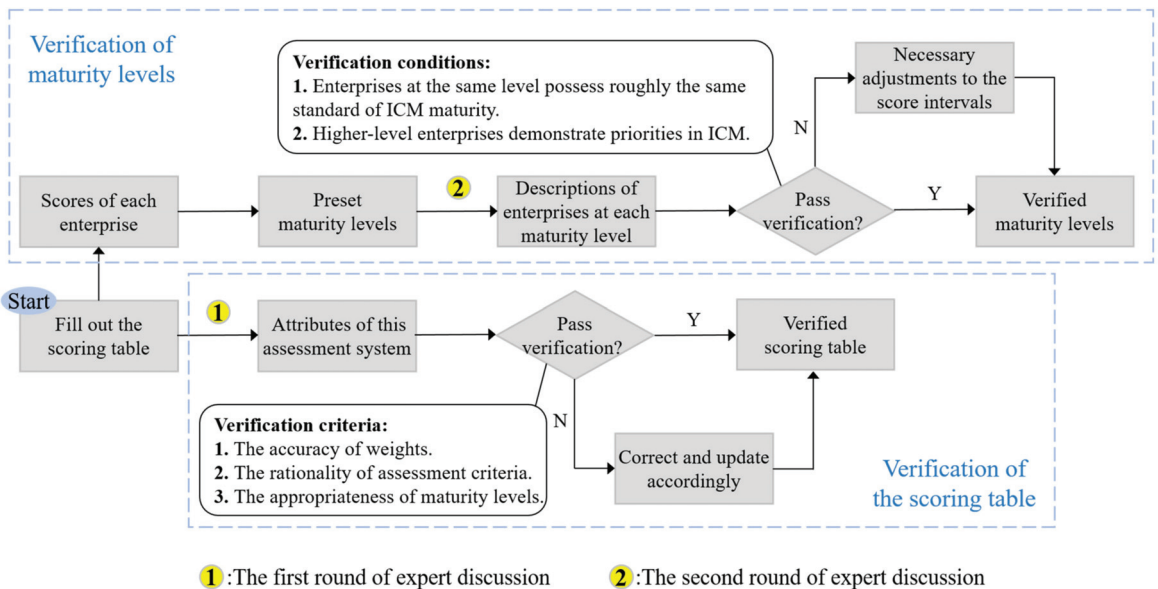 Verification of
maturity levels
Verification conditions:
1. Enterprises at the same level possess roughly the same
standard of ICM maturity.
2. Higher-level enterprises demonstrate priorities in ICM.
Necessary
adjustments to the
score intervals
N
Scores of each
enterprise
Preset
maturity levels
2
Descriptions of
enterprises at each
maturity level
Pass
verification?
Y
Verified
maturity levels
Start
Fill out the
scoring table
1
Attributes of this
assessment system
Pass
verification?
Y
Verified
scoring table
Verification criteria:
1. The accuracy of weights.
2. The rationality of assessment criteria.
3. The appropriateness of maturity levels.
N
Correct and update
accordingly
Verification of
the scoring table
1 :The first round of expert discussion
2 :The second round of expert discussion